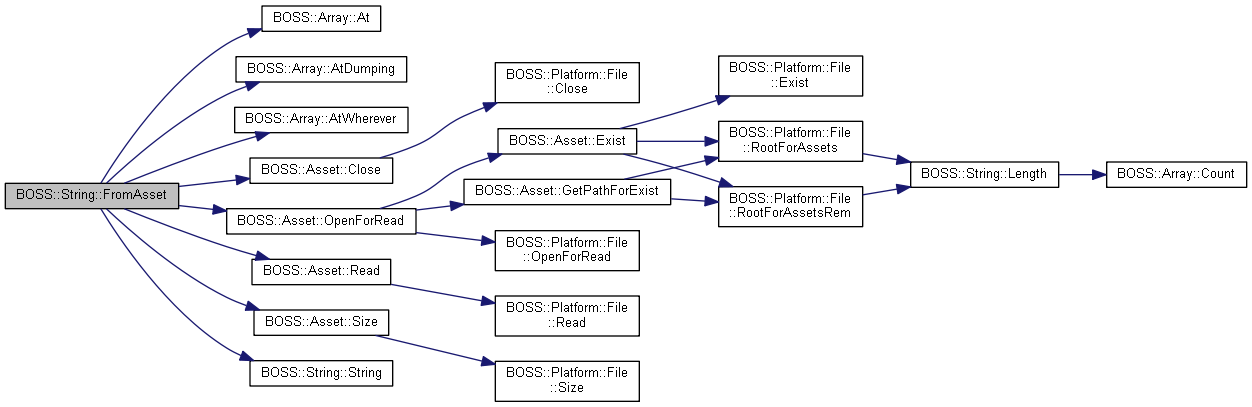 BOSS::String::FromAsset
BOSS::Array::At
BOSS::Array::AtDumping
BOSS::Array::AtWherever
BOSS::Asset::Close
BOSS::Asset::OpenForRead
BOSS::Asset::Read
BOSS::Asset::Size
BOSS::String::String
BOSS::Platform::File
::Close
BOSS::Asset::Exist
BOSS::Asset::GetPathForExist
BOSS::Platform::File
::OpenForRead
BOSS::Platform::File
::Read
BOSS::Platform::File
::Size
BOSS::Platform::File
::Exist
BOSS::Platform::File
::RootForAssets
BOSS::Platform::File
::RootForAssetsRem
BOSS::String::Length
BOSS::Array::Count